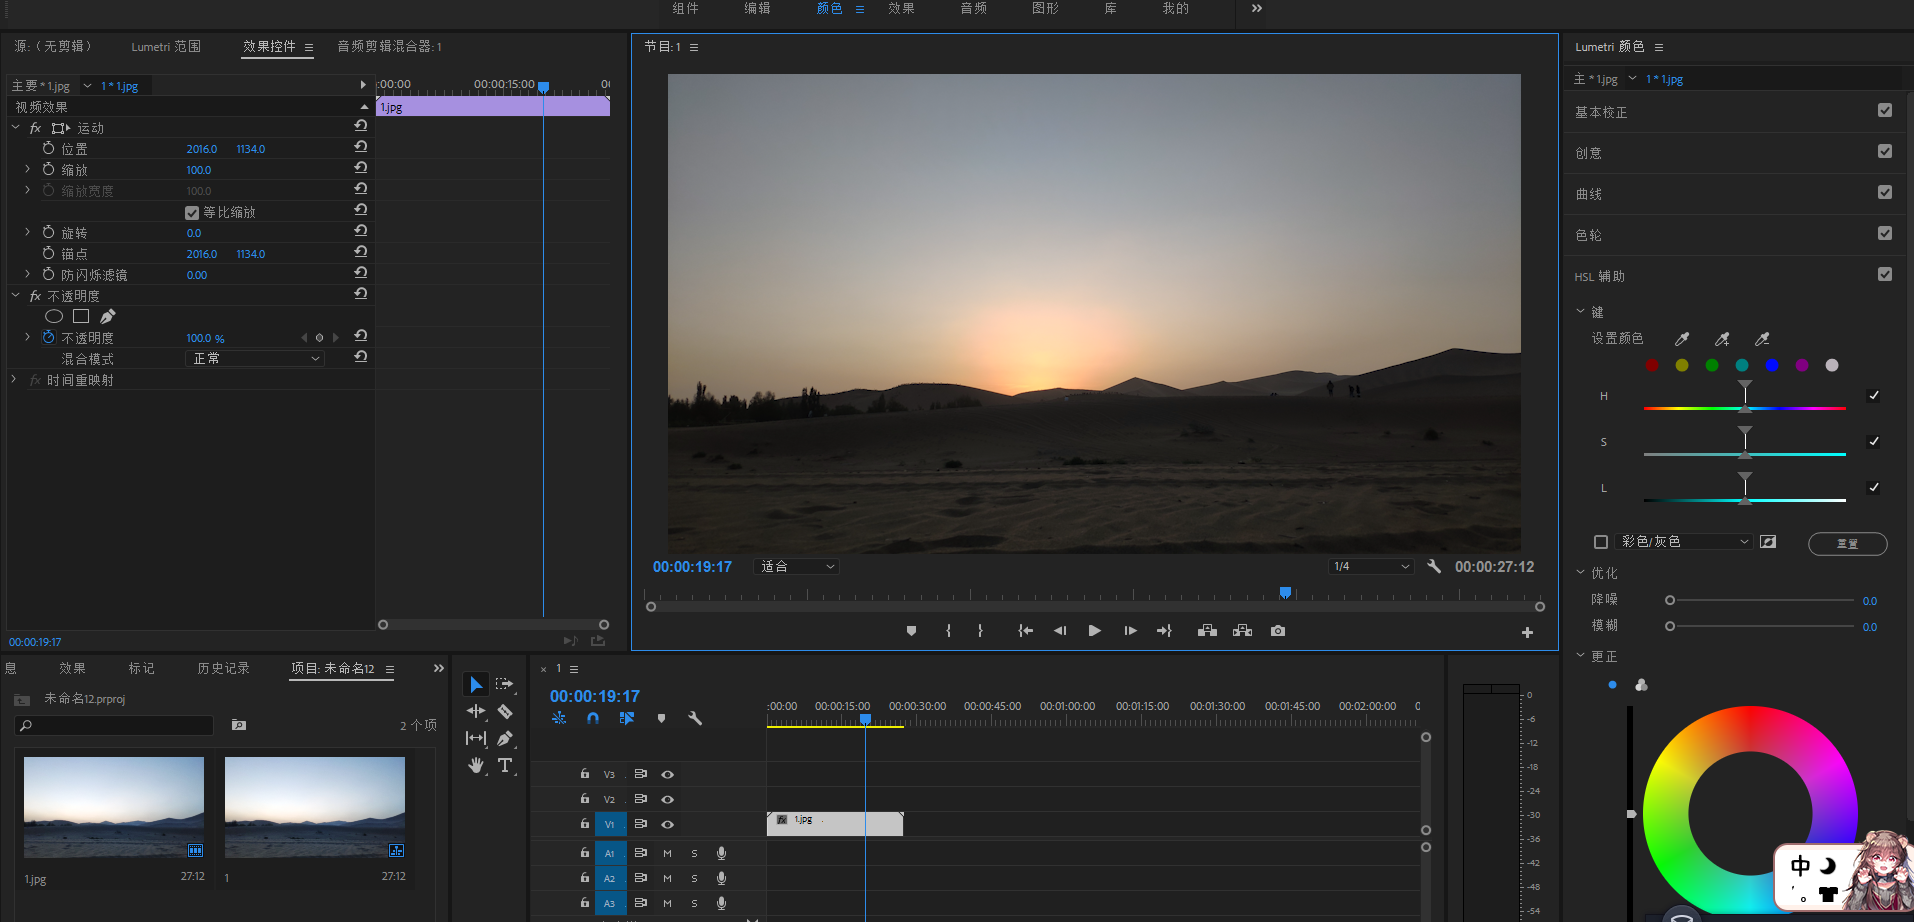 组件 编辑 颜色 效果 音频 图形 库 我的
源:（无剪辑） Lumetri 范围 效果控件 音频剪辑混合器: 1
主要 * 1.jpg 1 * 1.jpg
:00:00 00:00:15:00 00
视频效果
1.jpg
fx 运动
位置 2016.0 1134.0
缩放 100.0
缩放宽度 100.0
等比缩放
旋转 0.0
锚点 2016.0 1134.0
防闪烁滤镜 0.00
fx 不透明度
不透明度 100.0 %
混合模式 正常
fx 时间重映射
00:00:19:17
节目: 1
00:00:19:17 适合 1/4 00:00:27:12
Lumetri 颜色
主 * 1.jpg 1 * 1.jpg
基本校正
创意
曲线
色轮
HSL 辅助
键
设置颜色
H
S
L
彩色/灰色 重置
优化
降噪 0.0
模糊 0.0
更正
息 效果 标记 历史记录 项目: 未命名12
未命名12.prproj
2 个项
1.jpg 27:12
1 27:12
T
× 1
00:00:19:17
:00:00 00:00:15:00 00:00:30:00 00:00:45:00 00:01:00:00 00:01:15:00 00:01:30:00 00:01:45:00 00:02:00:00 0
V3
V2
V1 fx 1.jpg
A1 M S
A2 M S
A3 M S
0
-6
-12
-18
-24
-30
-36
-42
-48
-54
中